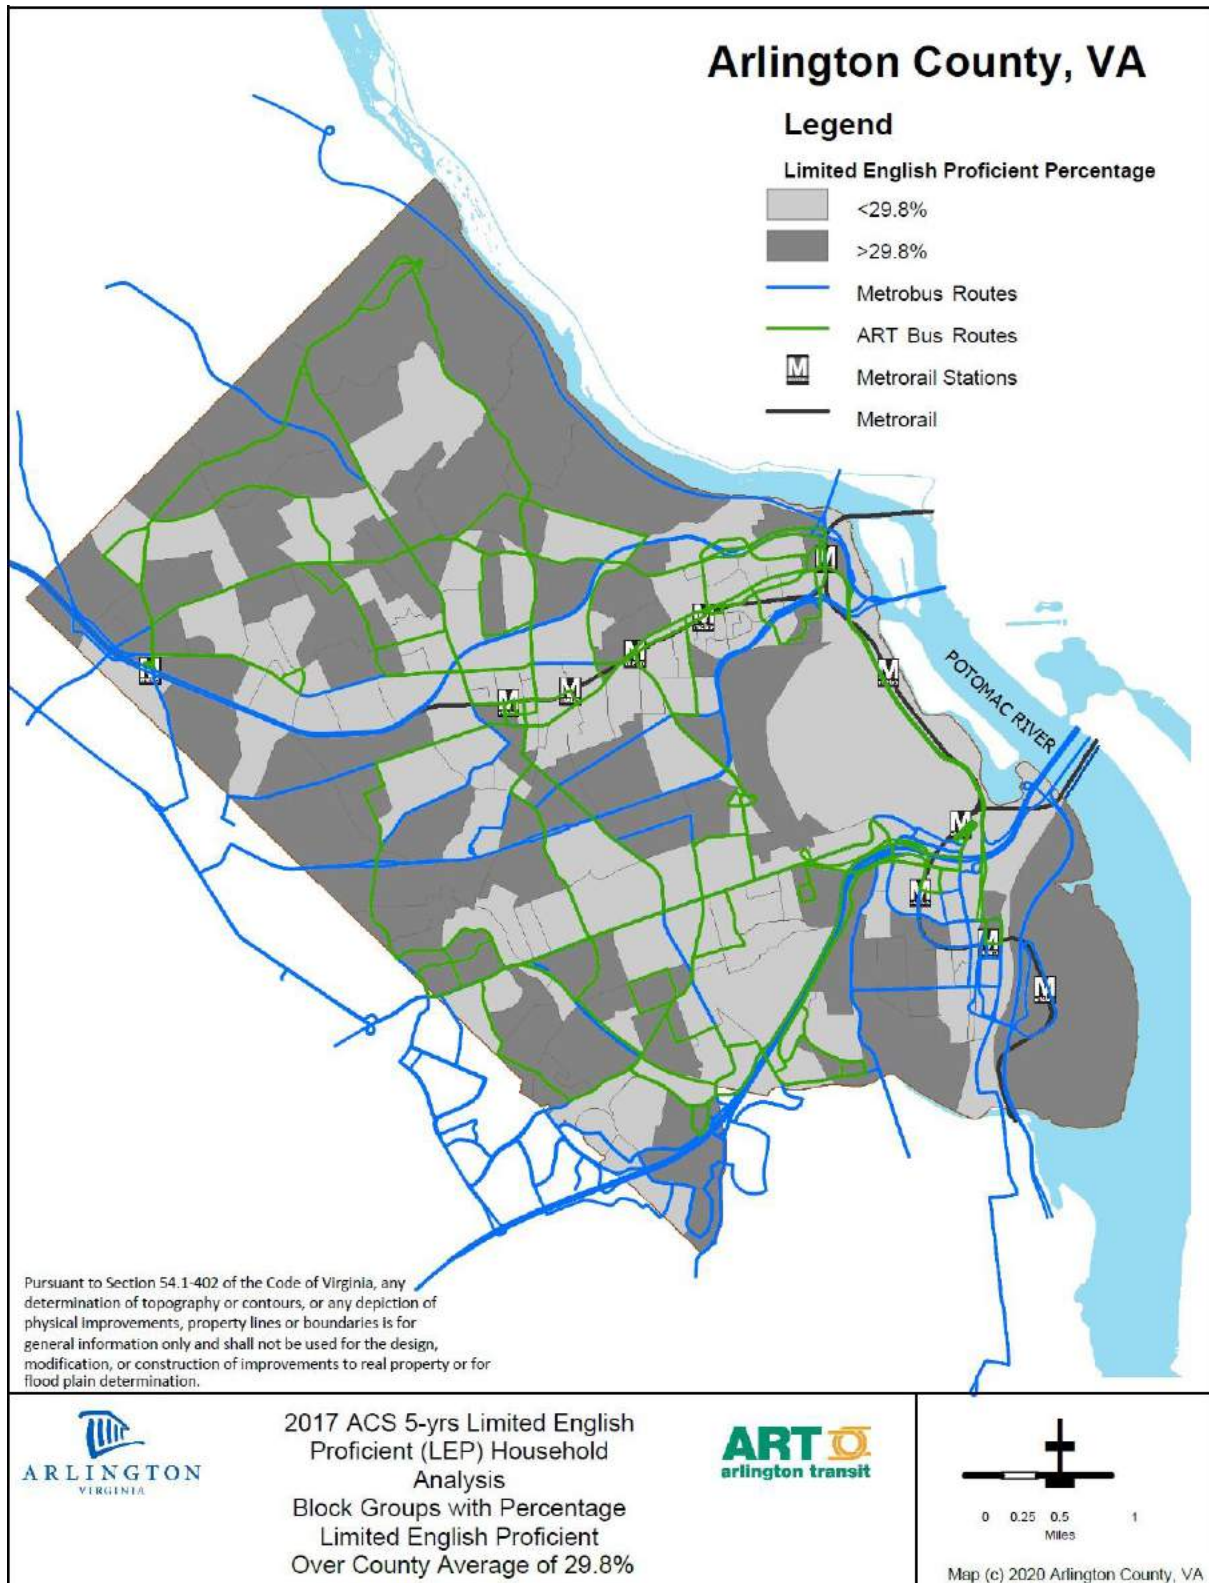 Arlington County, VA
Legend
Limited English Proficient Percentage
<29.8%
>29.8%
Metrobus Routes
ART Bus Routes
M
Metrorail Stations
Metrorail
M
M
M
M
M
M
M
POTOMAC RIVER
M
M
M
M
Pursuant to Section 54.1-402 of the Code of Virginia, any
determination of topography or contours, or any depiction of
physical improvements, property lines or boundaries is for
general information only and shall not be used for the design,
modification, or construction of improvements to real property or for
flood plain determination.
ARLINGTON
VIRGINIA
2017 ACS 5-yrs Limited English
Proficient (LEP) Household
Analysis
Block Groups with Percentage
Limited English Proficient
Over County Average of 29.8%
ART
arlington transit
0 0.25 0.5 1
Miles
Map (c) 2020 Arlington County, VA